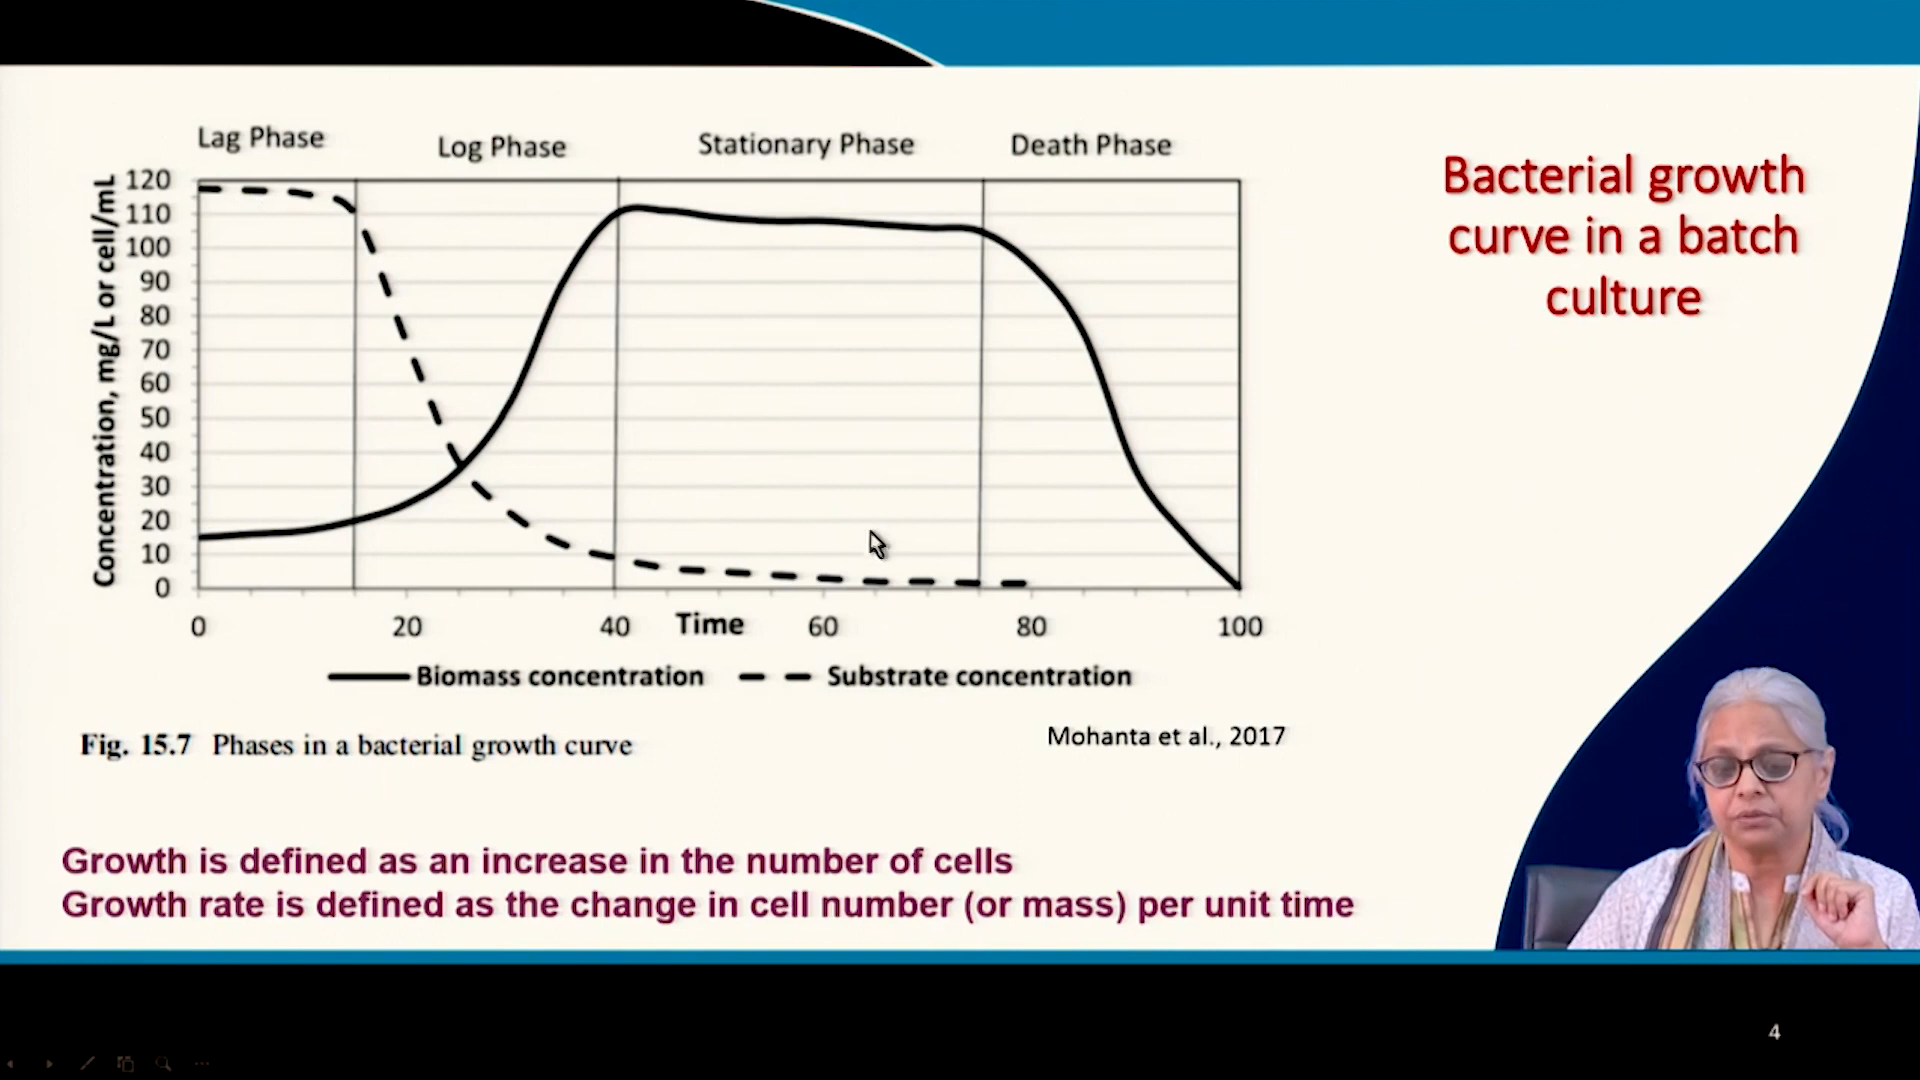 Lag Phase
Log Phase
Stationary Phase
Death Phase
Bacterial growth
curve in a batch
culture
Concentration, mg/L or cell/mL
120
110
100
90
80
70
60
50
40
30
20
10
0
0 20 40 Time 60 80 100
Biomass concentration
Substrate concentration
Fig. 15.7 Phases in a bacterial growth curve
Mohanta et al., 2017
Growth is defined as an increase in the number of cells
Growth rate is defined as the change in cell number (or mass) per unit time
4